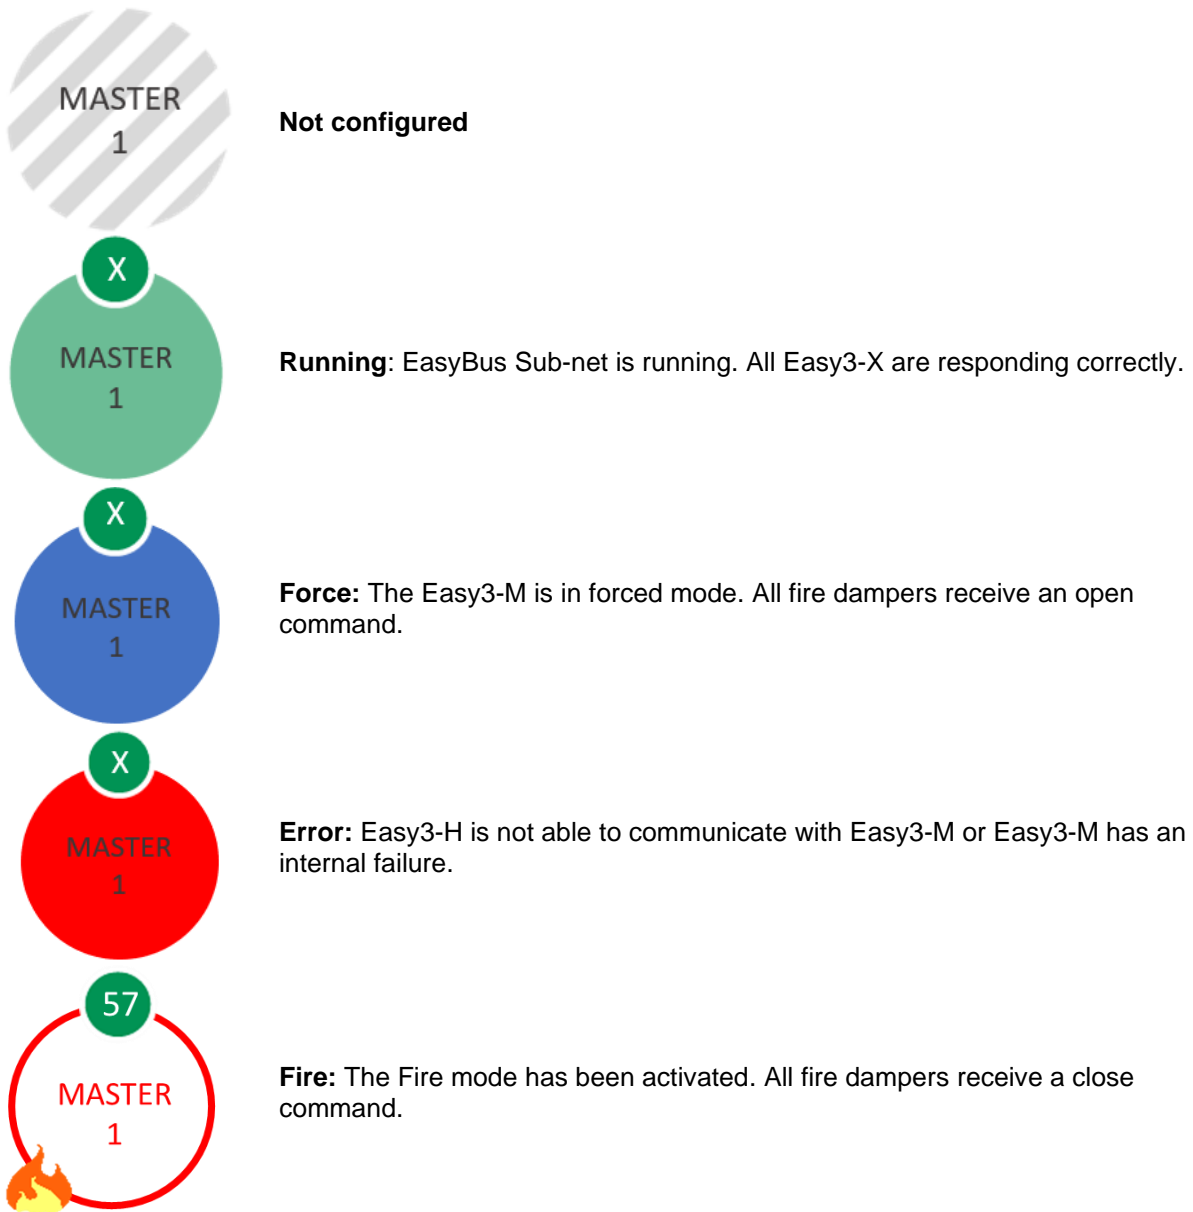 MASTER
1
Not configured
X
MASTER
1
Running: EasyBus Sub-net is running. All Easy3-X are responding correctly.
X
MASTER
1
Force: The Easy3-M is in forced mode. All fire dampers receive an open
command.
X
MASTER
1
Error: Easy3-H is not able to communicate with Easy3-M or Easy3-M has an
internal failure.
57
MASTER
1
Fire: The Fire mode has been activated. All fire dampers receive a close
command.